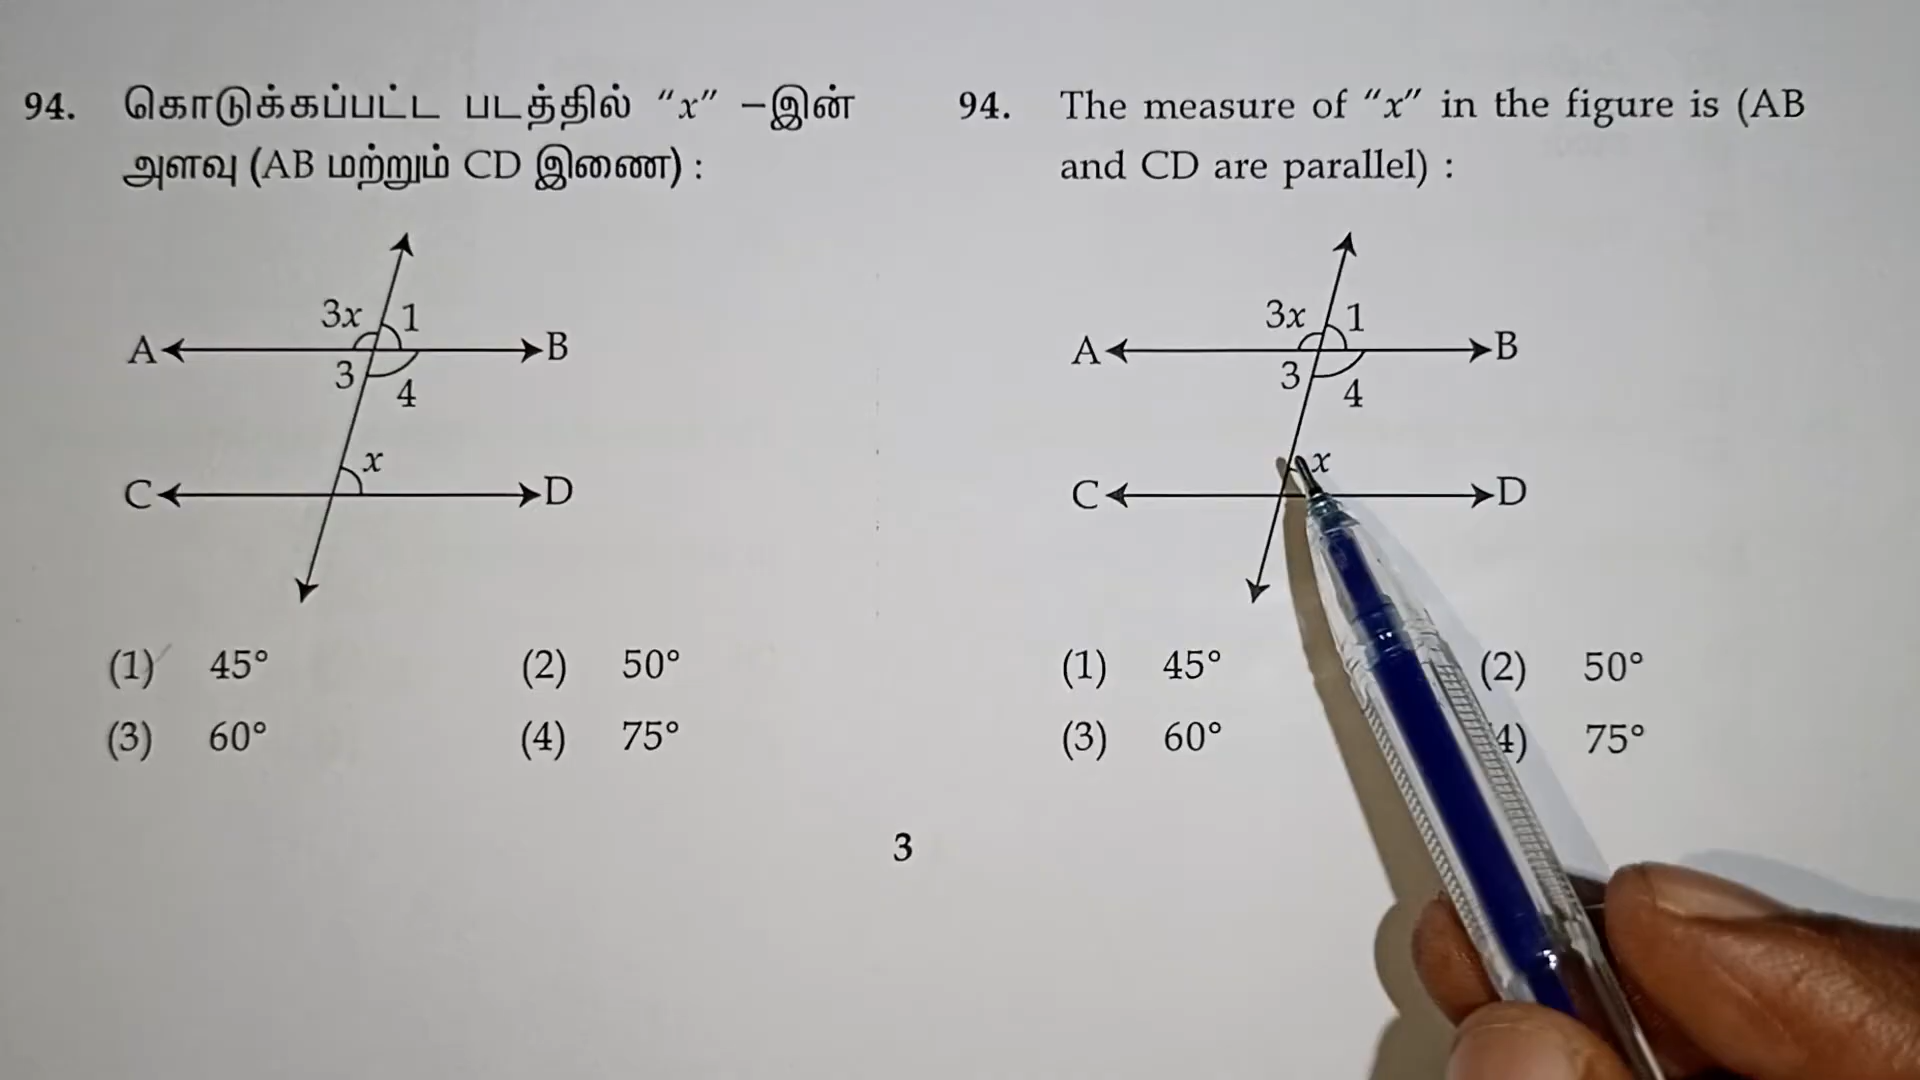 94. கொடுக்கப்பட்ட படத்தில் “x” –இன்
அளவு (AB மற்றும் CD இணை) :
3x 1
A B
3
4
x
C D
(1) 45° (2) 50°
(3) 60° (4) 75°
94. The measure of “x” in the figure is (AB
and CD are parallel) :
3x 1
A B
3
4
x
C D
(1) 45° (2) 50°
(3) 60° 4) 75°
3